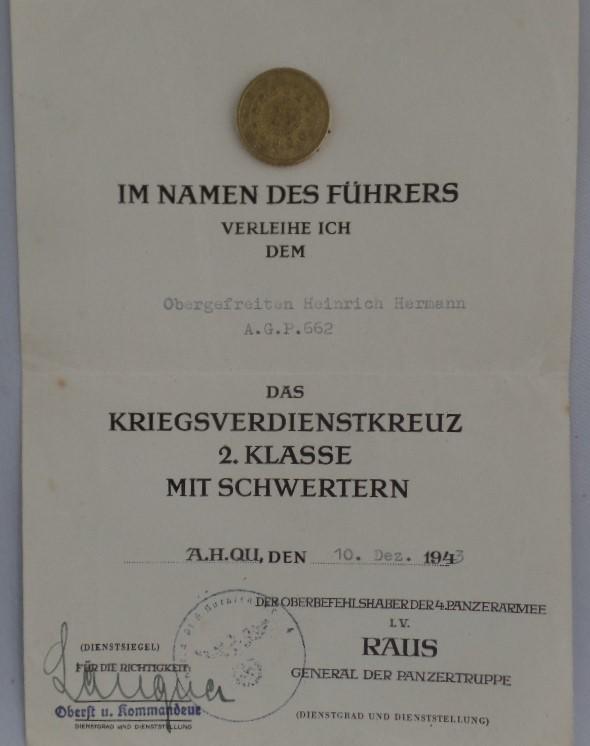 IM NAMEN DES FÜHRERS
VERLEIHE ICH
DEM
Obergefreiten Heinrich Hermann
A.G.P.662
DAS
KRIEGSVERDIENSTKREUZ
2. KLASSE
MIT SCHWERTERN
A.H.QU, DEN 10. Dez. 1943
DER OBERBEFEHLSHABER DER 4. PANZERARMEE
I. V.
RAUS
GENERAL DER PANZERTRUPPE
(DIENSTGRAD UND DIENSTSTELLUNG)
(DIENSTSIEGEL)
FÜR DIE RICHTIGKEIT:
Oberst u. Kommandeur
DIENSTGRAD UND DIENSTSTELLUNG